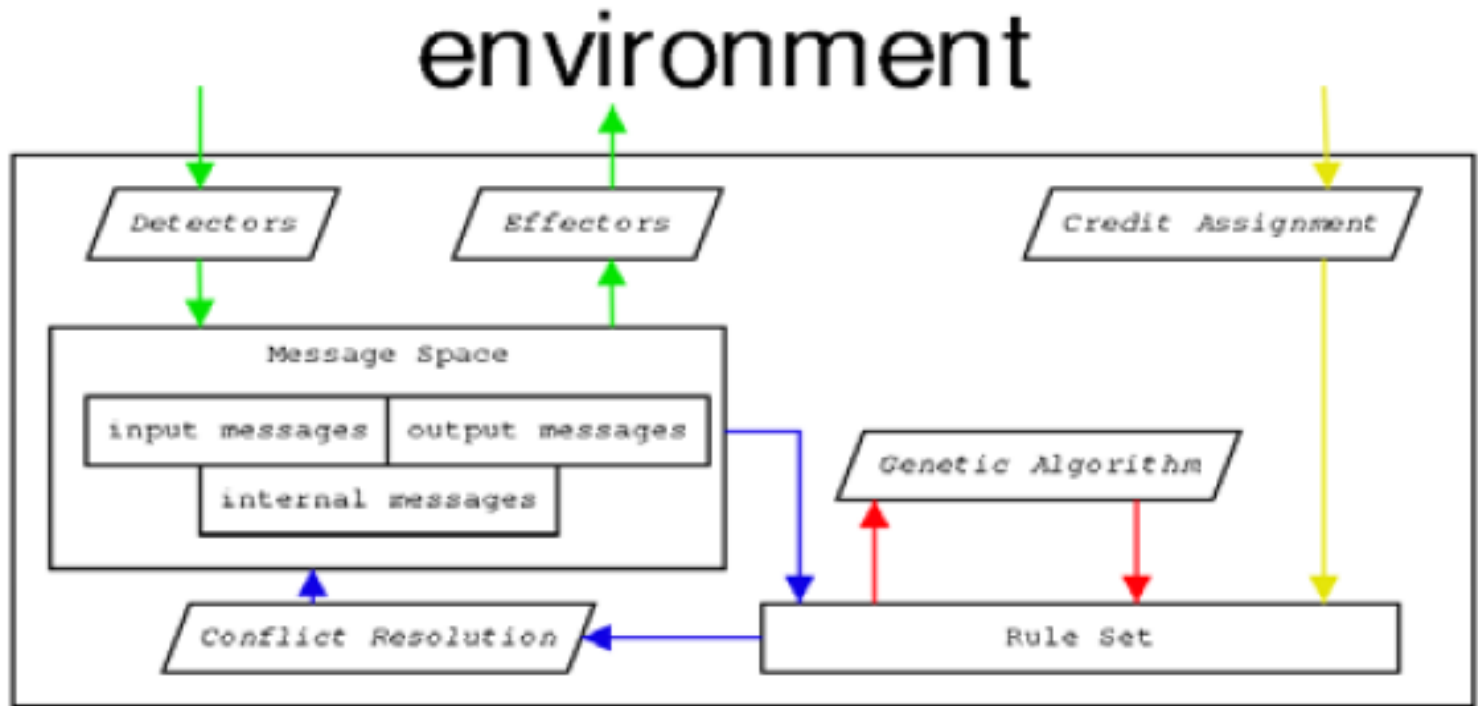 environment
Detectors
Effectors
Credit Assignment
Message Space
input messages
output messages
internal messages
Genetic Algorithm
Conflict Resolution
Rule Set